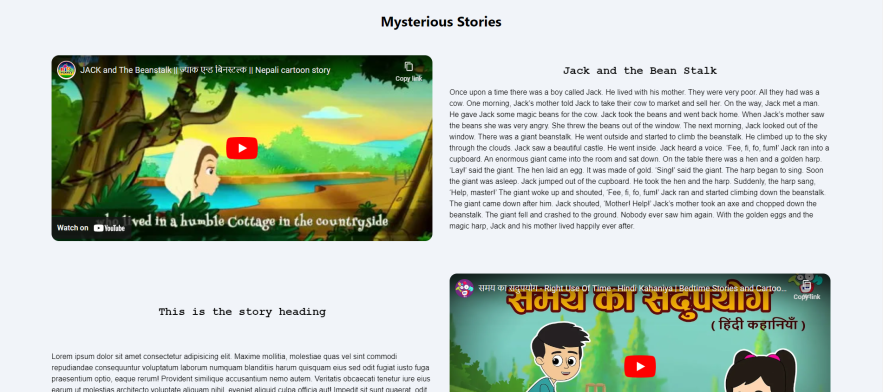 Mysterious Stories
JACK and The Beanstalk || ज्याक एन्ड बिनस्टल्क || Nepali cartoon story
Copy link
lived in a humble Cottage in the countryside
Watch on YouTube
Jack and the Bean Stalk
Once upon a time there was a boy called Jack. He lived with his mother. They were very poor. All they had was a
cow. One morning, Jack's mother told Jack to take their cow to market and sell her. On the way, Jack met a man.
He gave Jack some magic beans for the cow. Jack took the beans and went back home. When Jack's mother saw
the beans she was very angry. She threw the beans out of the window. The next morning, Jack looked out of the
window. There was a giant beanstalk. He went outside and started to climb the beanstalk. He climbed up to the sky
through the clouds. Jack saw a beautiful castle. He went inside. Jack heard a voice. 'Fee, fi, fo, fum!' Jack ran into a
cupboard. An enormous giant came into the room and sat down. On the table there was a hen and a golden harp.
'Lay!' said the giant. The hen laid an egg. It was made of gold. 'Sing!' said the giant. The harp began to sing. Soon
the giant was asleep. Jack jumped out of the cupboard. He took the hen and the harp. Suddenly, the harp sang,
'Help, master!' The giant woke up and shouted, 'Fee, fi, fo, fum!' Jack ran and started climbing down the beanstalk.
The giant came down after him. Jack shouted, 'Mother! Help!' Jack's mother took an axe and chopped down the
beanstalk. The giant fell and crashed to the ground. Nobody ever saw him again. With the golden eggs and the
magic harp, Jack and his mother lived happily ever after.
This is the story heading
Lorem ipsum dolor sit amet consectetur adipisicing elit. Maxime mollitia, molestiae quas vel sint commodi
repudiandae consequuntur voluptatum laborum numquam blanditiis harum quisquam eius sed odit fugiat iusto fuga
praesentium optio, eaque rerum! Provident similique accusantium nemo autem. Veritatis obcaecati tenetur iure eius
earum ut molestias architecto voluptate aliquam nihil, eveniet aliquid culpa officia aut! Impedit sit sunt quaerat, odit,
समय का सदुपयोग - Right Use Of Time - Hindi Kahaniya | Bedtime Stories and Cartoo...
Copy link
समय का सदुपयोग
( हिंदी कहानियाँ )